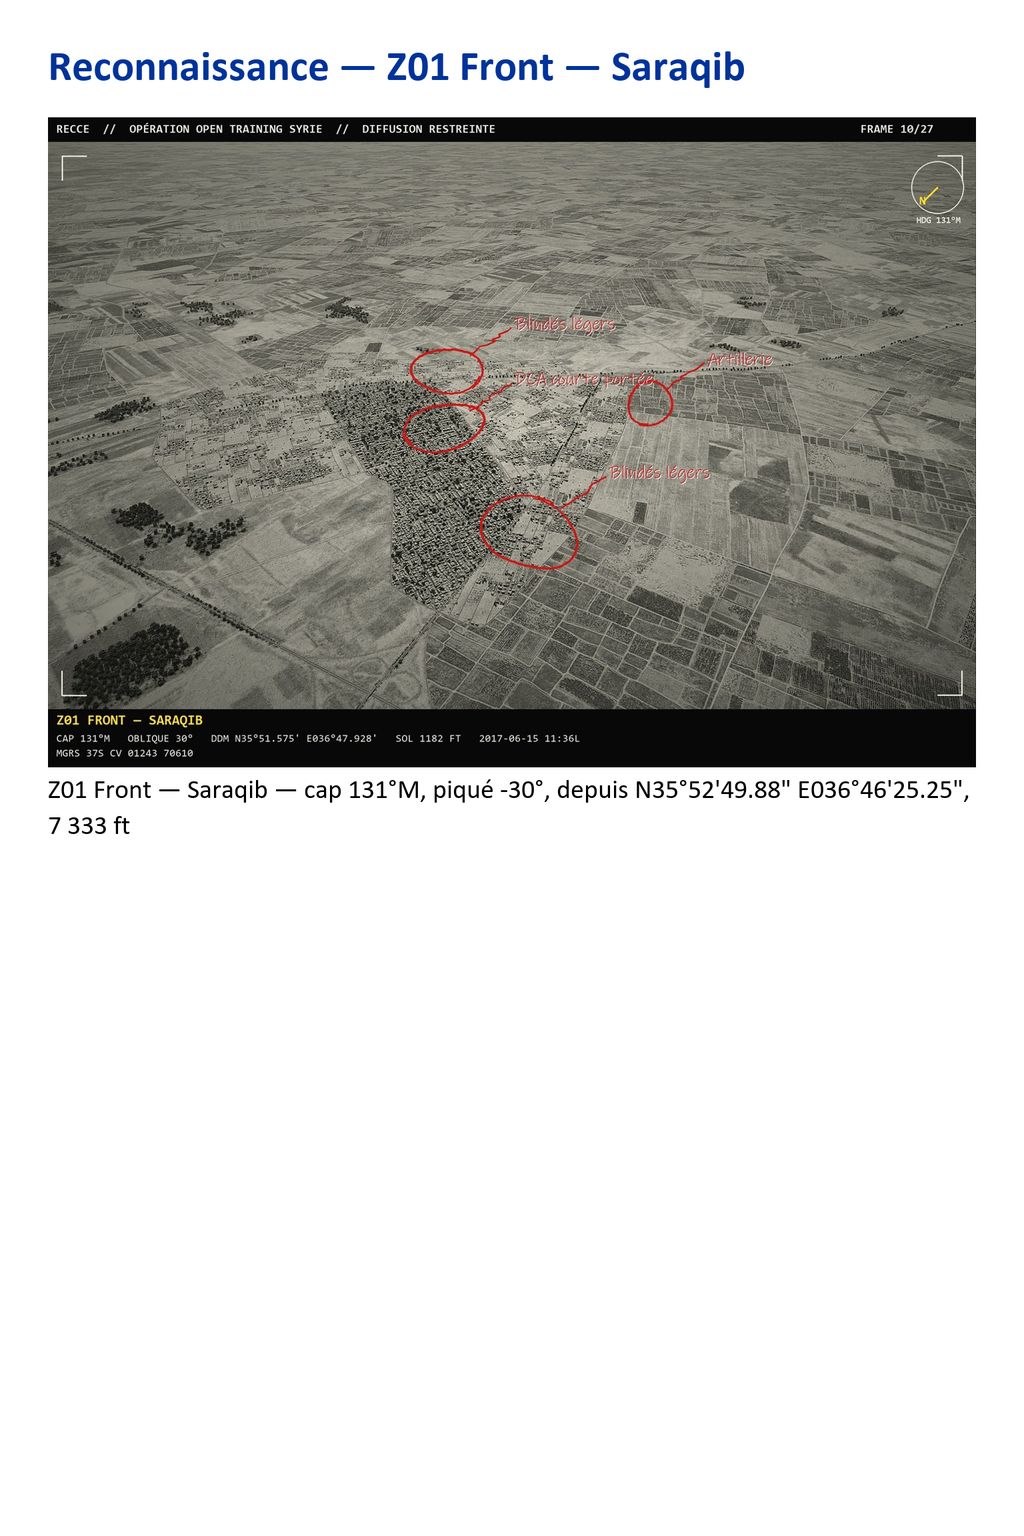 Reconnaissance — Z01 Front — Saraqib
RECCE // OPÉRATION OPEN TRAINING SYRIE // DIFFUSION RESTREINTE
FRAME 10/27
N
HDG 131°M
Blindés légers
Artillerie
DSA courte portée
Blindés légers
Z01 FRONT — SARAQIB
CAP 131°M OBLIQUE 30° DDM N35°51.575' E036°47.928' SOL 1182 FT 2017-06-15 11:36L
MGRS 37S CV 01243 70610
Z01 Front — Saraqib — cap 131°M, piqué -30°, depuis N35°52'49.88" E036°46'25.25",
7 333 ft